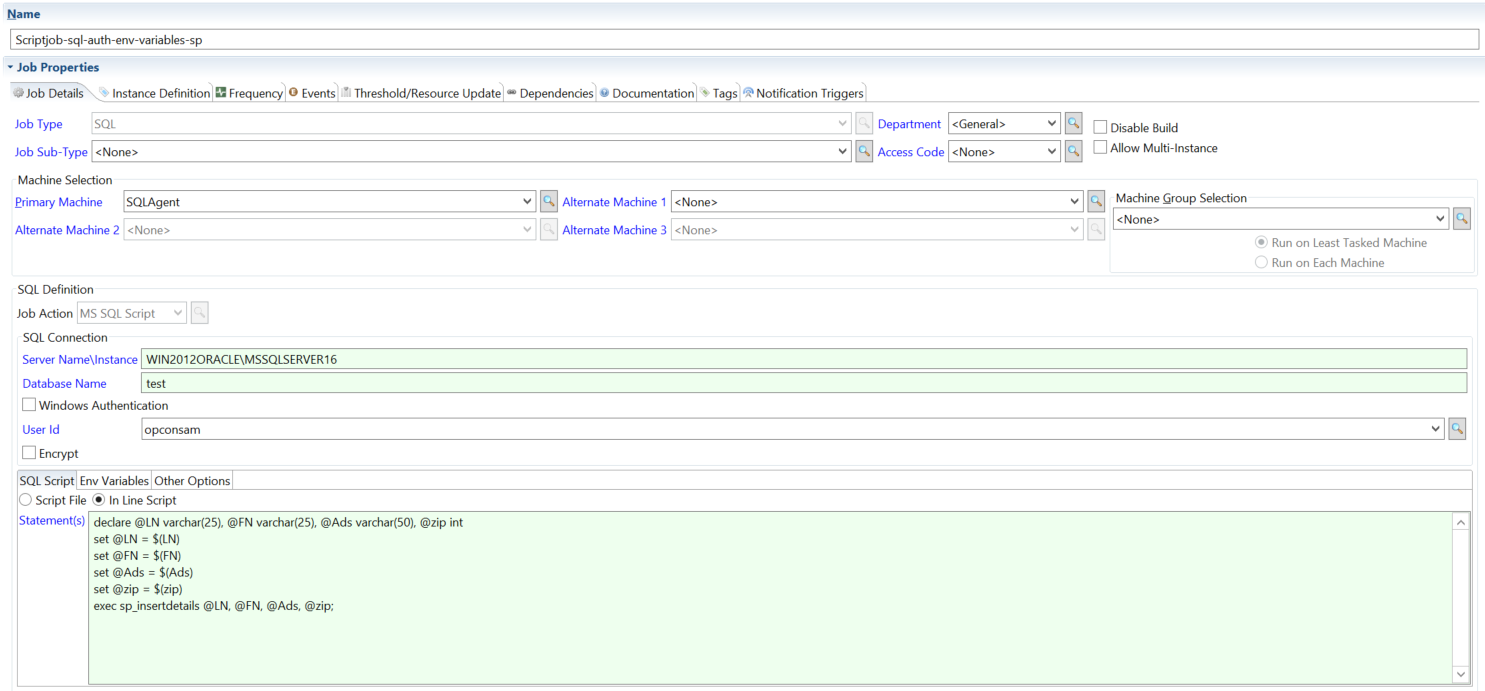 Name
Scriptjob-sql-auth-env-variables-sp
Job Properties
Job Details Instance Definition Frequency Events Threshold/Resource Update Dependencies Documentation Tags Notification Triggers
Job Type SQL Department <General> Disable Build
Job Sub-Type <None> Access Code <None> Allow Multi-Instance
Machine Selection
Primary Machine SQLAgent Alternate Machine 1 <None> Machine Group Selection
<None>
Alternate Machine 2 <None> Alternate Machine 3 <None>
Run on Least Tasked Machine
Run on Each Machine
SQL Definition
Job Action MS SQL Script
SQL Connection
Server Name\Instance WIN2012ORACLE\MSSQLSERVER16
Database Name test
Windows Authentication
User Id opconsam
Encrypt
SQL Script Env Variables Other Options
Script File In Line Script
Statement(s) declare @LN varchar(25), @FN varchar(25), @Ads varchar(50), @zip int
set @LN = $(LN)
set @FN = $(FN)
set @Ads = $(Ads)
set @zip = $(zip)
exec sp_insertdetails @LN, @FN, @Ads, @zip;